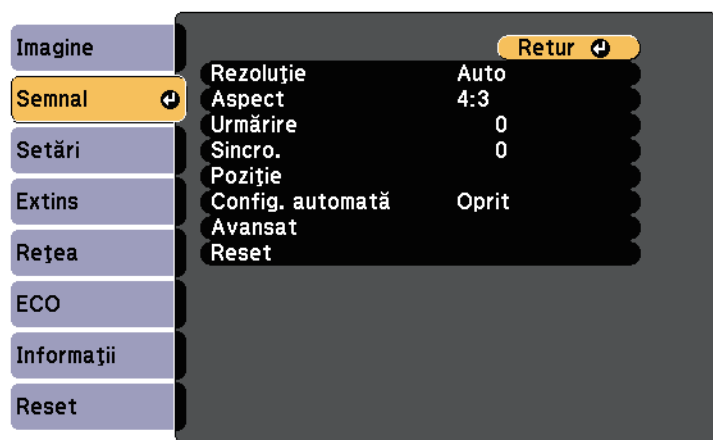 Imagine
Semnal
Setări
Extins
Reţea
ECO
Informaţii
Reset
Retur
Rezoluţie Auto
Aspect 4:3
Urmărire 0
Sincro. 0
Poziţie
Config. automată Oprit
Avansat
Reset